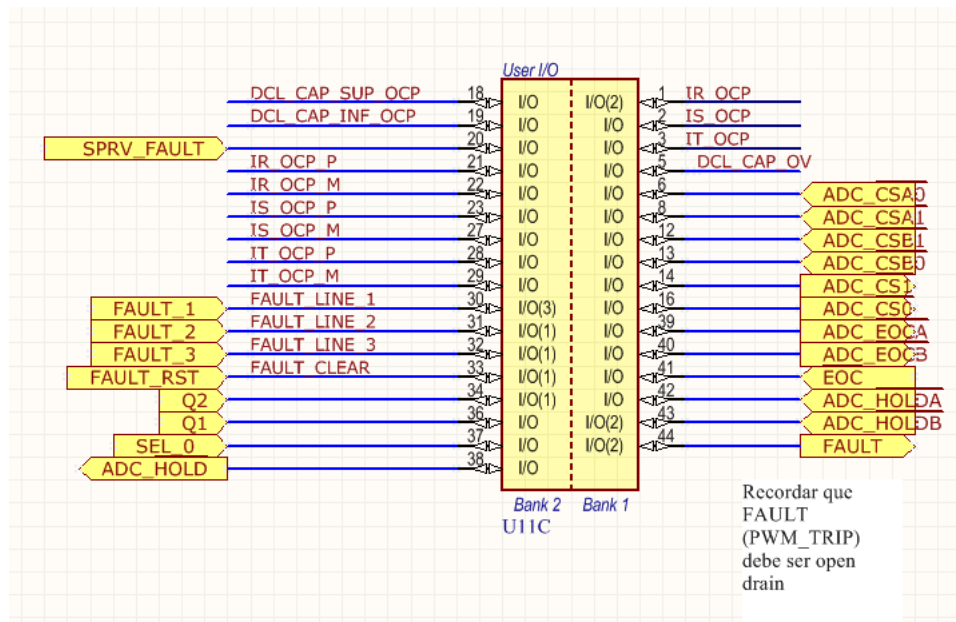 User I/O
DCL_CAP_SUP_OCP 18 I/O I/O(2) 1 IR_OCP
DCL_CAP_INF_OCP 19 I/O I/O 2 IS_OCP
SPRV_FAULT 20 I/O I/O 3 IT_OCP
IR_OCP_P 21 I/O I/O 5 DCL_CAP_OV
IR_OCP_M 22 I/O I/O 6 ADC_CSA0
IS_OCP_P 23 I/O I/O 8 ADC_CSA1
IS_OCP_M 27 I/O I/O 12 ADC_CSB1
IT_OCP_P 28 I/O I/O 13 ADC_CSB0
IT_OCP_M 29 I/O I/O 14 ADC_CS1
FAULT_1 FAULT_LINE_1 30 I/O(3) I/O 16 ADC_CS0
FAULT_2 FAULT_LINE_2 31 I/O(1) I/O 39 ADC_EOCA
FAULT_3 FAULT_LINE_3 32 I/O(1) I/O 40 ADC_EOCB
FAULT_RST FAULT_CLEAR 33 I/O(1) I/O 41 EOC
Q2 34 I/O(1) I/O 42 ADC_HOLDA
Q1 36 I/O I/O(2) 43 ADC_HOLDB
SEL_0 37 I/O I/O(2) 44 FAULT
ADC_HOLD 38 I/O
Bank 2 Bank 1
U11C
Recordar que
FAULT
(PWM_TRIP)
debe ser open
drain